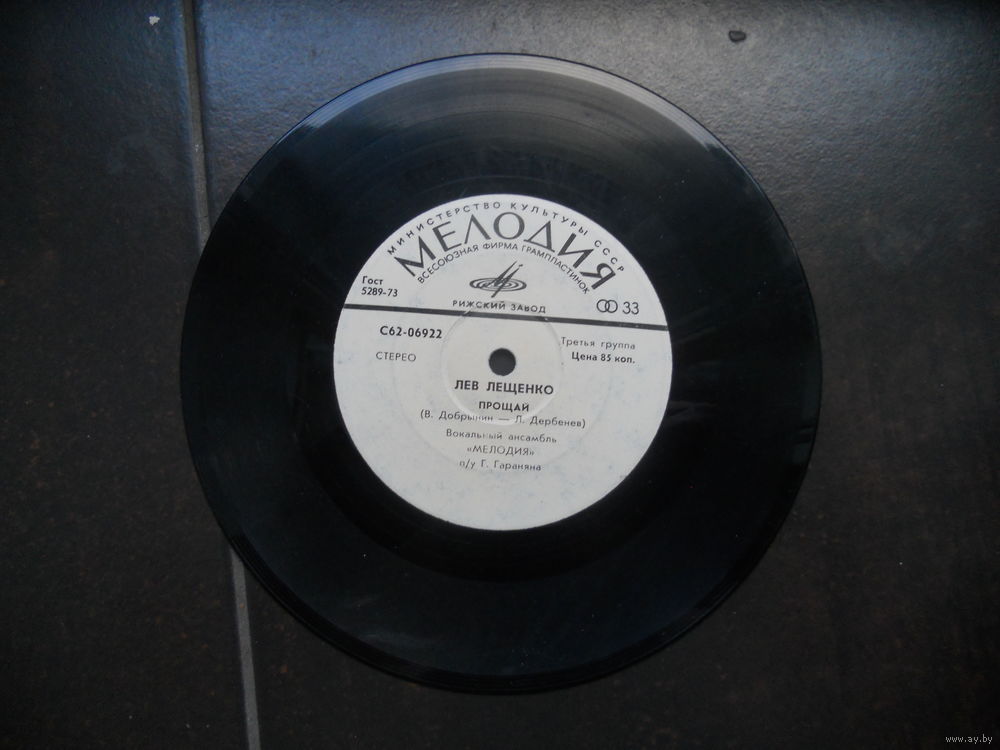 МИНИСТЕРСТВО КУЛЬТУРЫ СССР
МЕЛОДИЯ
ВСЕСОЮЗНАЯ ФИРМА ГРАМПЛАСТИНОК
Гост
5289-73
РИЖСКИЙ ЗАВОД
33
С62-06922
Третья группа
СТЕРЕО
Цена 85 коп.
ЛЕВ ЛЕЩЕНКО
ПРОЩАЙ
(В. Добрынин — Л. Дербенев)
Вокальный ансамбль
«МЕЛОДИЯ»
п/у Г. Гараняна
www.ay.by